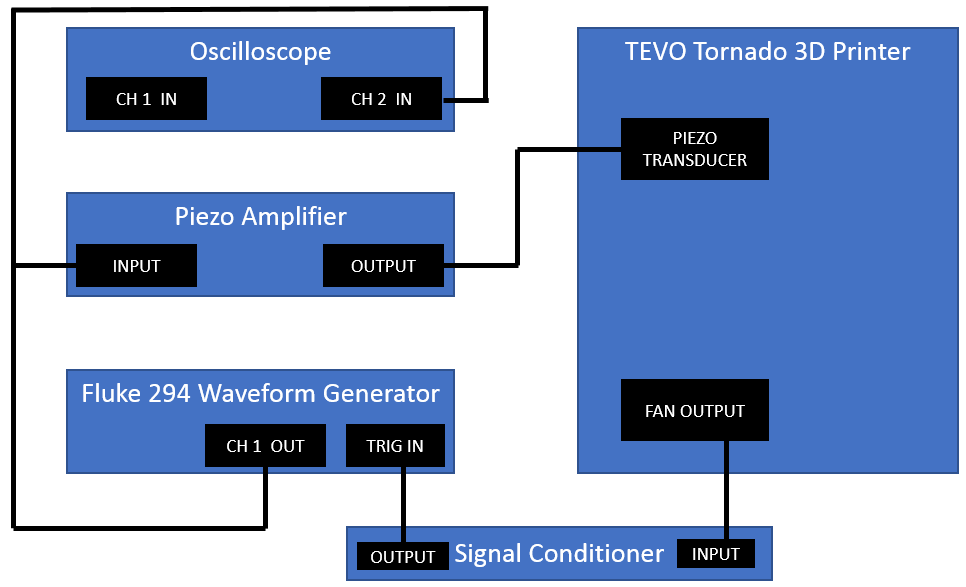 Oscilloscope
CH 1 IN
CH 2 IN
TEVO Tornado 3D Printer
PIEZO
TRANSDUCER
Piezo Amplifier
INPUT
OUTPUT
Fluke 294 Waveform Generator
CH 1 OUT
TRIG IN
FAN OUTPUT
OUTPUT
Signal Conditioner
INPUT